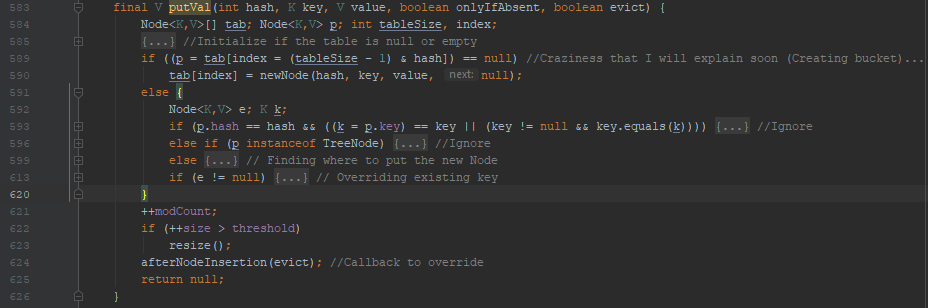 583 final V putVal(int hash, K key, V value, boolean onlyIfAbsent, boolean evict) {
584 Node<K,V>[] tab; Node<K,V> p; int tableSize, index;
585 {...} //Initialize if the table is null or empty
589 if ((p = tab[index = (tableSize - 1) & hash]) == null) //Craziness that I will explain soon (Creating bucket)...
590 tab[index] = newNode(hash, key, value, next: null);
591 else {
592 Node<K,V> e; K k;
593 if (p.hash == hash && ((k = p.key) == key || (key != null && key.equals(k)))) {...} //Ignore
596 else if (p instanceof TreeNode) {...} //Ignore
599 else {...} // Finding where to put the new Node
613 if (e != null) {...} // Overriding existing key
620 }
621 ++modCount;
622 if (++size > threshold)
623 resize();
624 afterNodeInsertion(evict); //Callback to override
625 return null;
626 }